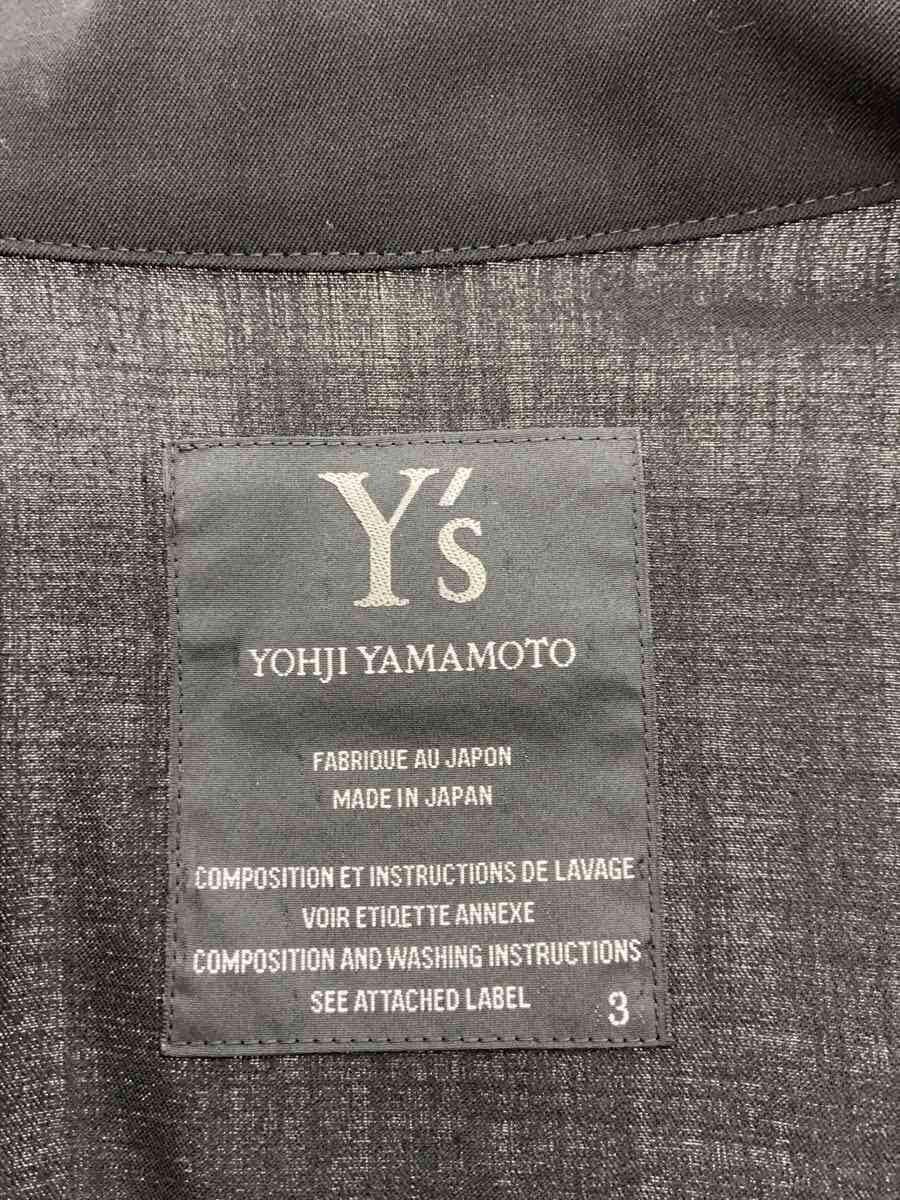 Y's
YOHJI YAMAMOTO
FABRIQUE AU JAPON
MADE IN JAPAN
COMPOSITION ET INSTRUCTIONS DE LAVAGE
VOIR ETIQETTE ANNEXE
COMPOSITION AND WASHING INSTRUCTIONS
SEE ATTACHED LABEL 3